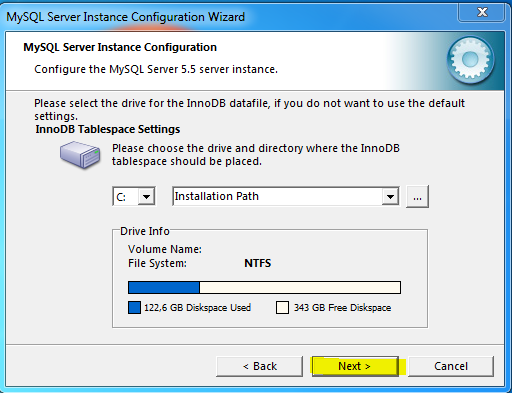 MySQL Server Instance Configuration Wizard
X
MySQL Server Instance Configuration
Configure the MySQL Server 5.5 server instance.
Please select the drive for the InnoDB datafile, if you do not want to use the default
settings.
InnoDB Tablespace Settings
Please choose the drive and directory where the InnoDB
tablespace should be placed.
C: Installation Path ...
Drive Info
Volume Name:
File System: NTFS
122,6 GB Diskspace Used 343 GB Free Diskspace
< Back Next > Cancel